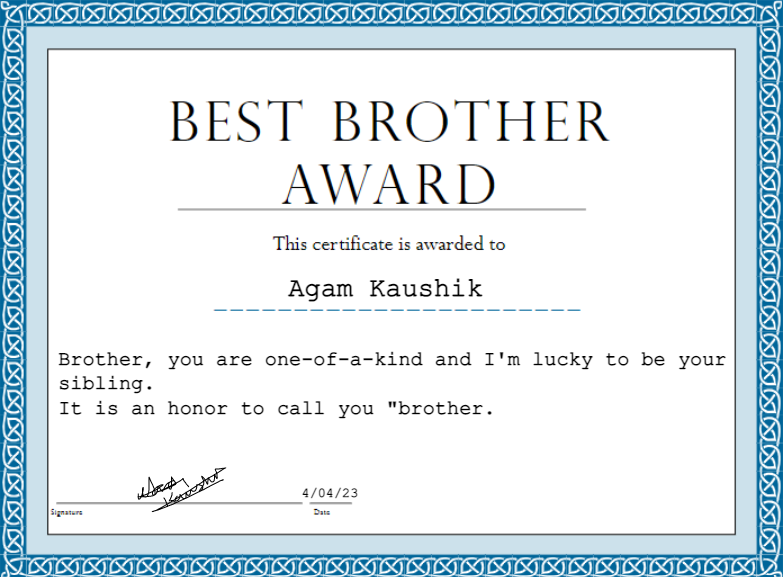 BEST BROTHER
AWARD
This certificate is awarded to
Agam Kaushik
Brother, you are one-of-a-kind and I'm lucky to be your
sibling.
It is an honor to call you "brother.
Kaushik
4/04/23
Signature
Date